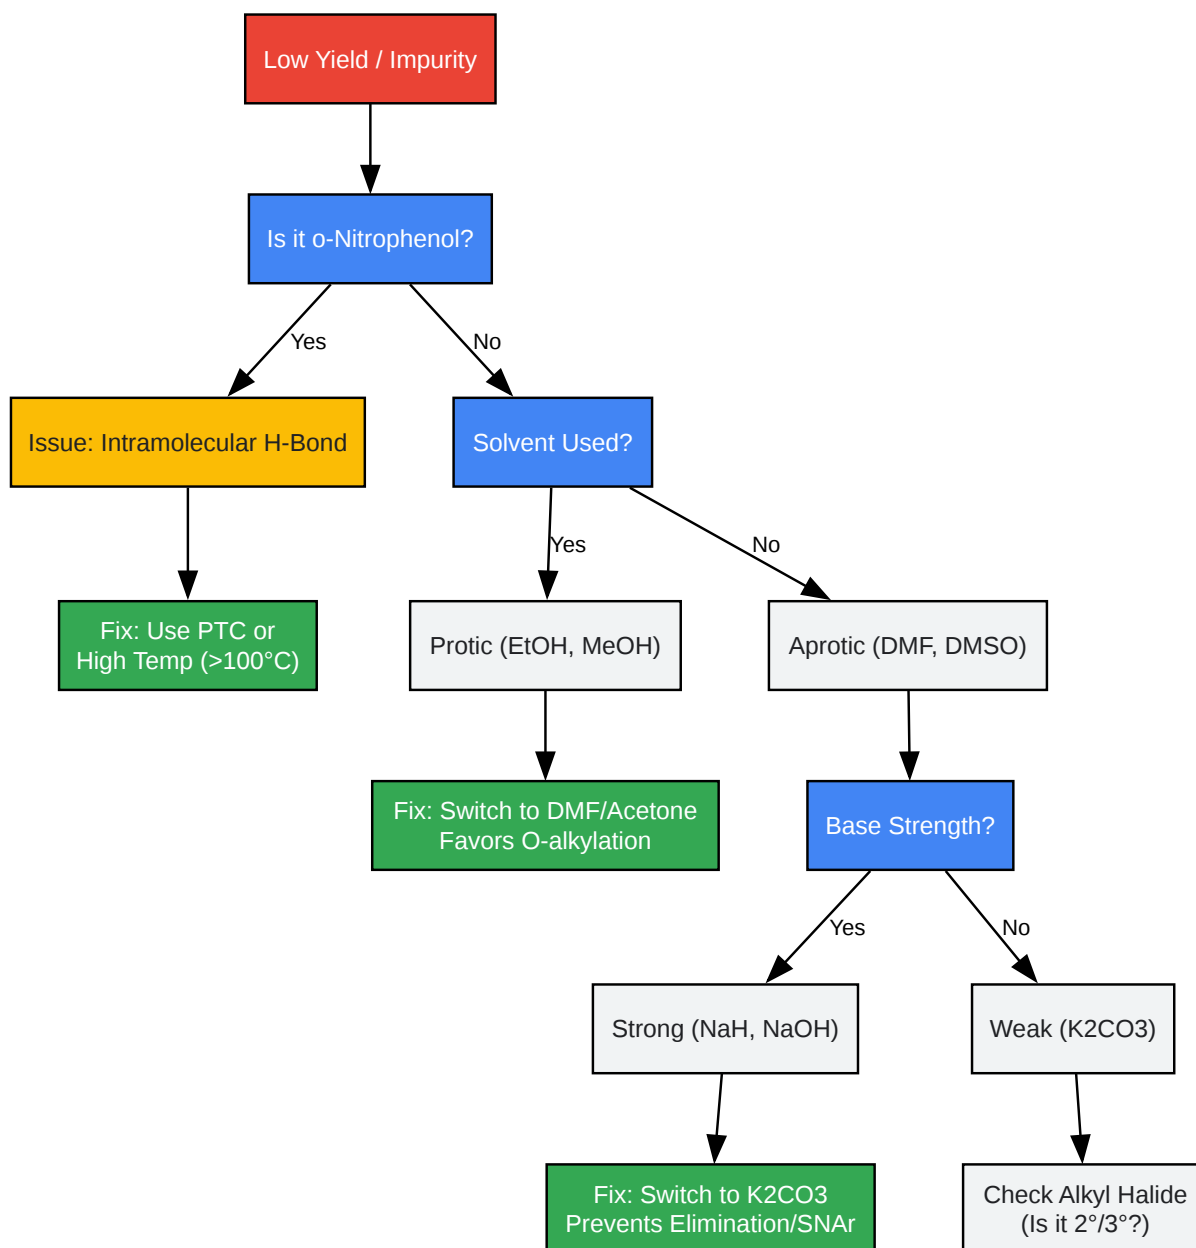 Low Yield / Impurity
Is it o-Nitrophenol?
Yes
No
Issue: Intramolecular H-Bond
Solvent Used?
Yes
No
Fix: Use PTC or
High Temp (>100°C)
Protic (EtOH, MeOH)
Aprotic (DMF, DMSO)
Fix: Switch to DMF/Acetone
Favors O-alkylation
Base Strength?
Yes
No
Strong (NaH, NaOH)
Weak (K2CO3)
Fix: Switch to K2CO3
Prevents Elimination/SNAr
Check Alkyl Halide
(Is it 2°/3°?)